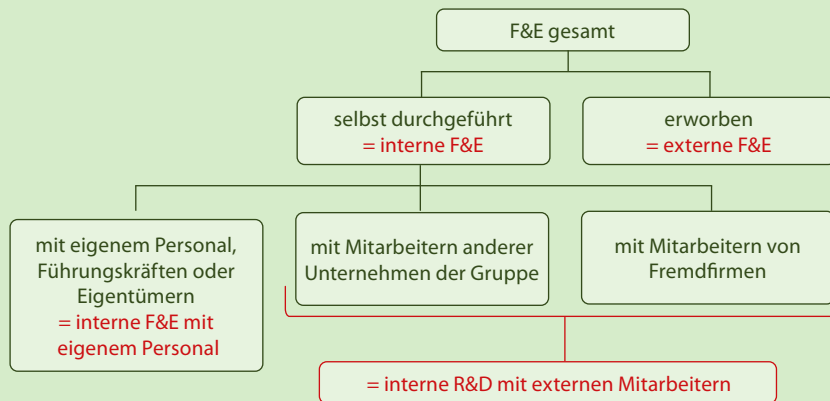 F&E gesamt
selbst durchgeführt
= interne F&E
erworben
= externe F&E
mit eigenem Personal,
Führungskräften oder
Eigentümern
= interne F&E mit
eigenem Personal
mit Mitarbeitern anderer
Unternehmen der Gruppe
mit Mitarbeitern von
Fremdfirmen
= interne R&D mit externen Mitarbeitern